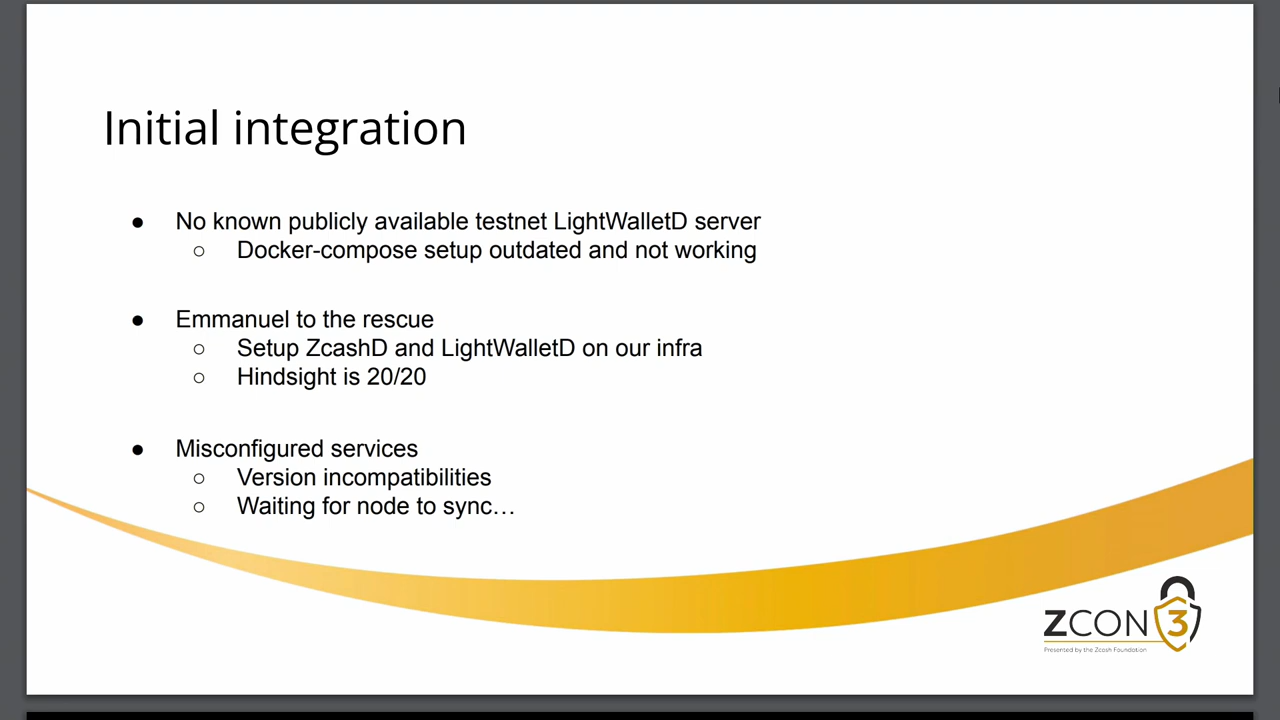 Initial integration
● No known publicly available testnet LightWalletD server
○ Docker-compose setup outdated and not working
● Emmanuel to the rescue
○ Setup ZcashD and LightWalletD on our infra
○ Hindsight is 20/20
● Misconfigured services
○ Version incompatibilities
○ Waiting for node to sync…
ZCON 3
Presented by the Zcash Foundation